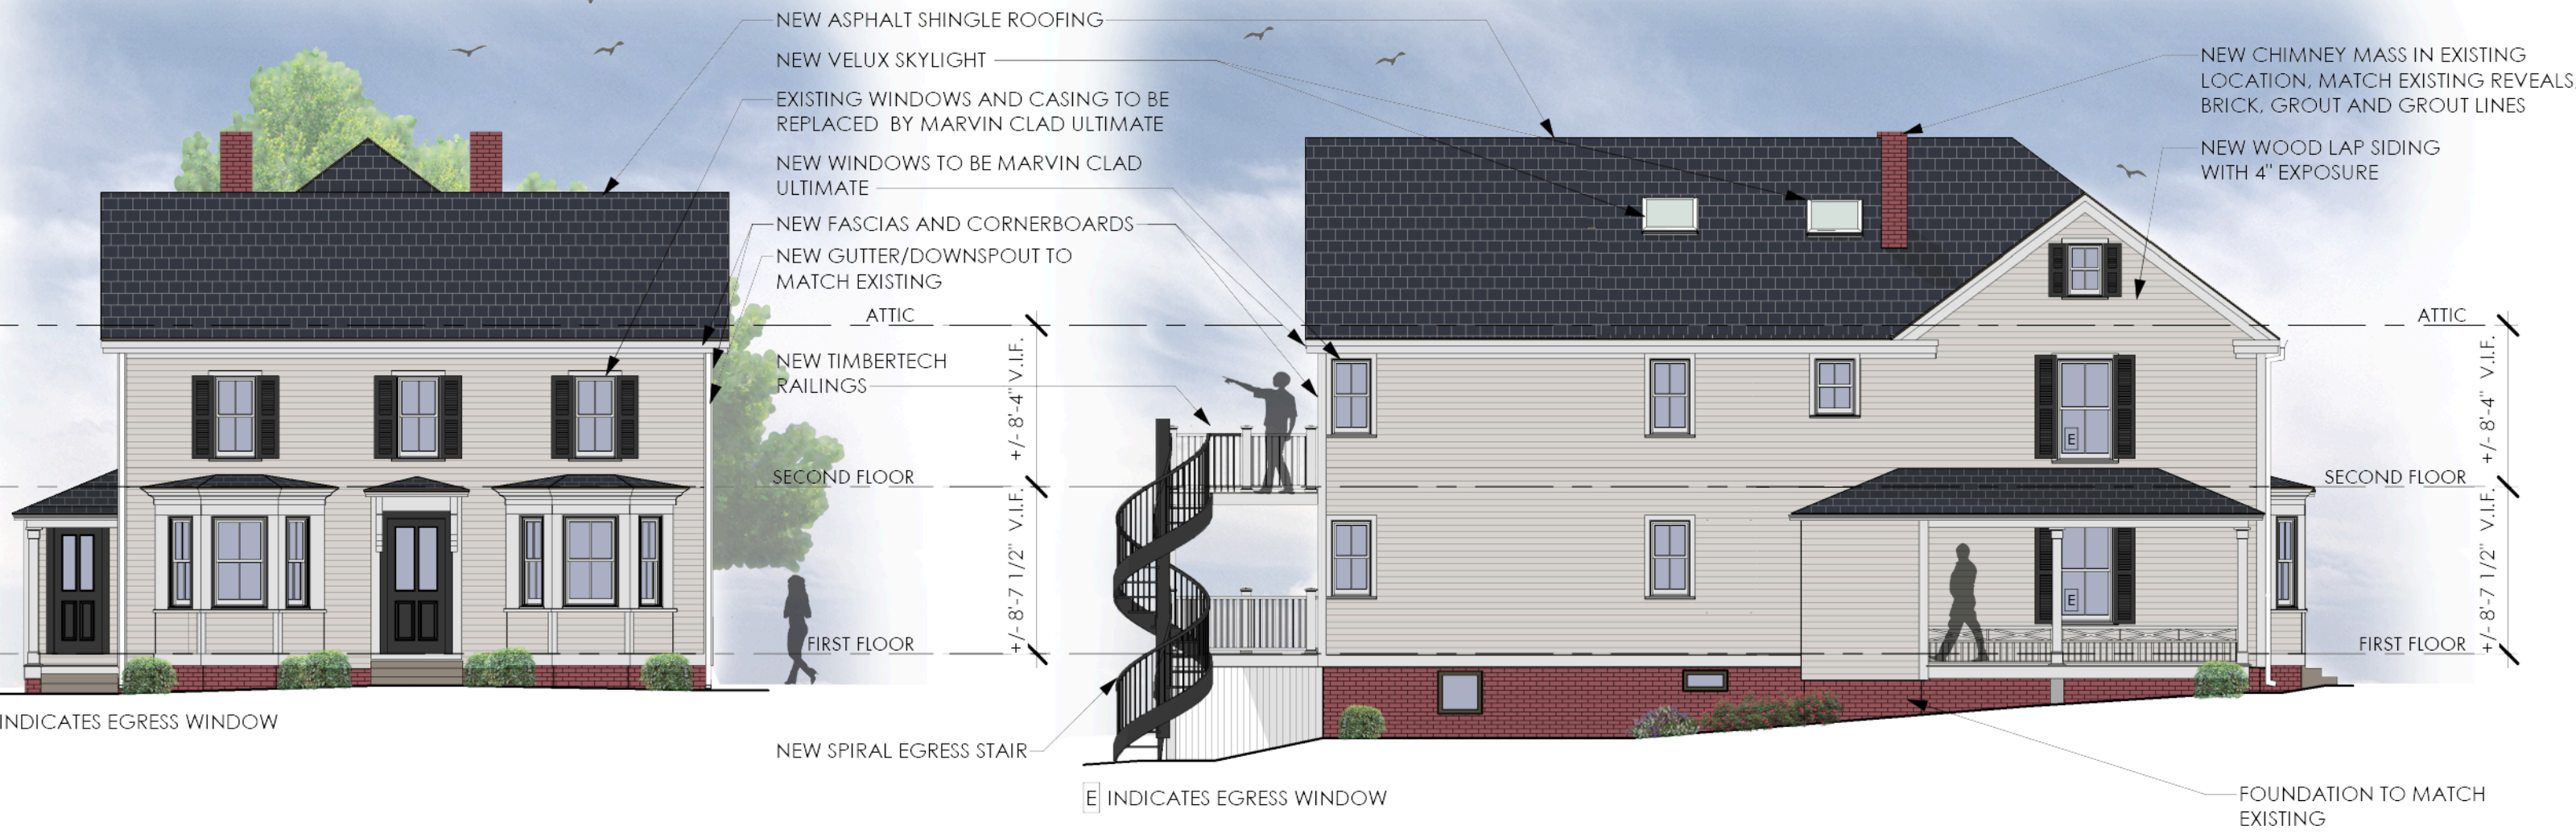 NEW ASPHALT SHINGLE ROOFING
NEW VELUX SKYLIGHT
EXISTING WINDOWS AND CASING TO BE
REPLACED BY MARVIN CLAD ULTIMATE
NEW WINDOWS TO BE MARVIN CLAD
ULTIMATE
NEW FASCIAS AND CORNERBOARDS
NEW GUTTER/DOWNSPOUT TO
MATCH EXISTING
ATTIC
NEW TIMBERTECH
RAILINGS
+/- 8'-4" V.I.F.
SECOND FLOOR
+/- 8'-7 1/2" V.I.F.
FIRST FLOOR
INDICATES EGRESS WINDOW
NEW SPIRAL EGRESS STAIR
E INDICATES EGRESS WINDOW
NEW CHIMNEY MASS IN EXISTING
LOCATION, MATCH EXISTING REVEALS,
BRICK, GROUT AND GROUT LINES
NEW WOOD LAP SIDING
WITH 4" EXPOSURE
ATTIC
+/- 8'-4" V.I.F.
E
SECOND FLOOR
+/- 8'-7 1/2" V.I.F.
E
FIRST FLOOR
FOUNDATION TO MATCH
EXISTING